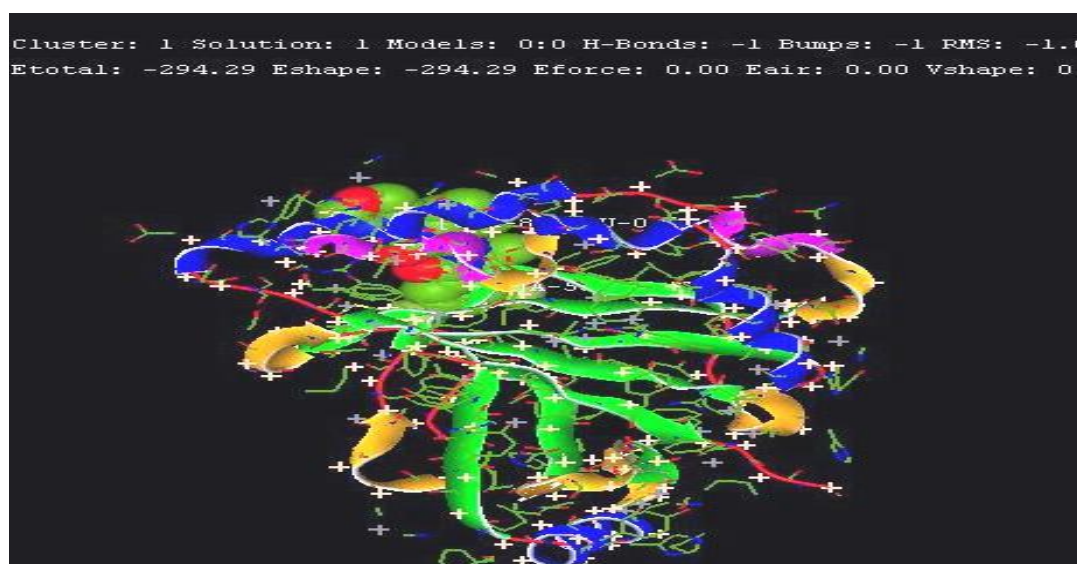 Cluster: 1 Solution: 1 Models: 0:0 H-Bonds: -1 Bumps: -1 RMS: -1.
Etotal: -294.29 Eshape: -294.29 Eforce: 0.00 Eair: 0.00 Vshape: 0